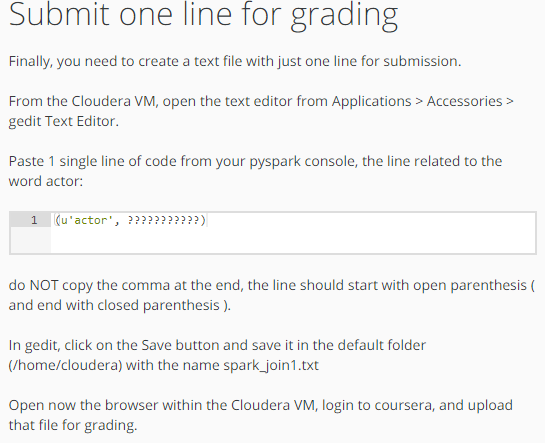 Submit one line for grading
Finally, you need to create a text file with just one line for submission.
From the Cloudera VM, open the text editor from Applications > Accessories >
gedit Text Editor.
Paste 1 single line of code from your pyspark console, the line related to the
word actor:
1 (u'actor', ???????????)
do NOT copy the comma at the end, the line should start with open parenthesis (
and end with closed parenthesis ).
In gedit, click on the Save button and save it in the default folder
(/home/cloudera) with the name spark_join1.txt
Open now the browser within the Cloudera VM, login to coursera, and upload
that file for grading.